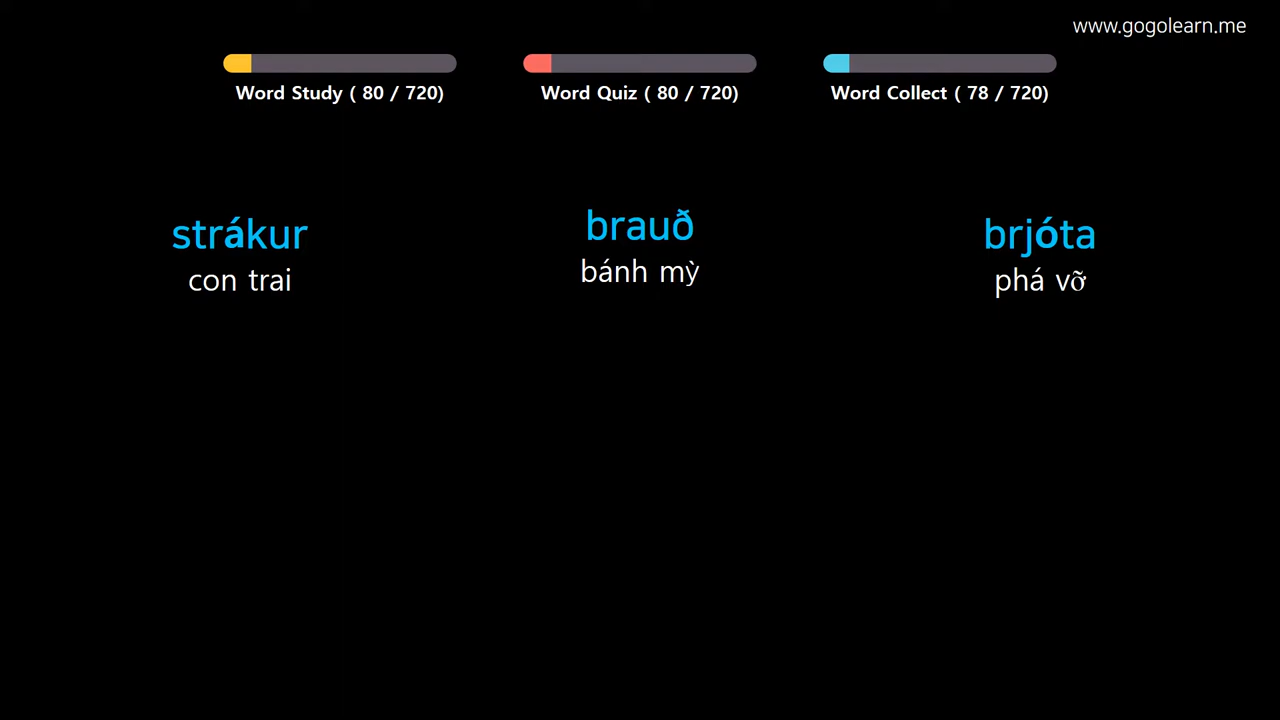 www.gogolearn.me
Word Study ( 80 / 720)
Word Quiz ( 80 / 720)
Word Collect ( 78 / 720)
strákur
con trai
brauð
bánh mỳ
brjóta
phá vỡ